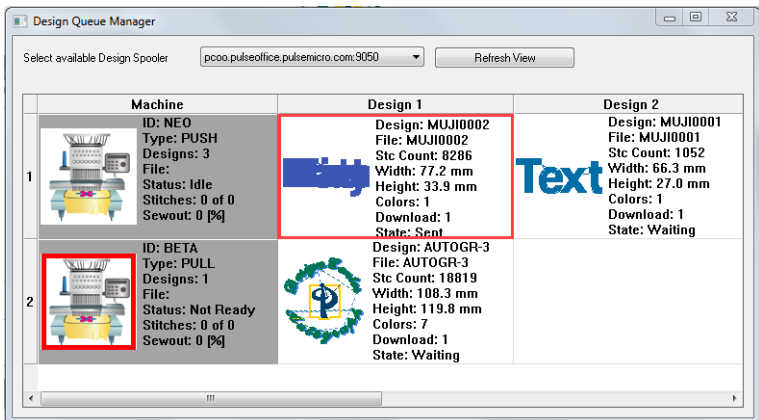 Design Queue Manager
Select available Design Spooler
pcoo.pulseoffice.pulsemicro.com:9050
Refresh View
Machine
Design 1
Design 2
1
ID: NEO
Type: PUSH
Designs: 3
File:
Status: Idle
Stitches: 0 of 0
Sewout: 0 [%]
Design: MUJI0002
File: MUJI0002
Stc Count: 8286
Width: 77.2 mm
Height: 33.9 mm
Colors: 1
Download: 1
State: Sent
Text
Design: MUJI0001
File: MUJI0001
Stc Count: 1052
Width: 66.3 mm
Height: 27.0 mm
Colors: 1
Download: 1
State: Waiting
2
ID: BETA
Type: PULL
Designs: 1
File:
Status: Not Ready
Stitches: 0 of 0
Sewout: 0 [%]
Design: AUTOGR-3
File: AUTOGR-3
Stc Count: 18819
Width: 108.3 mm
Height: 119.8 mm
Colors: 7
Download: 1
State: Waiting